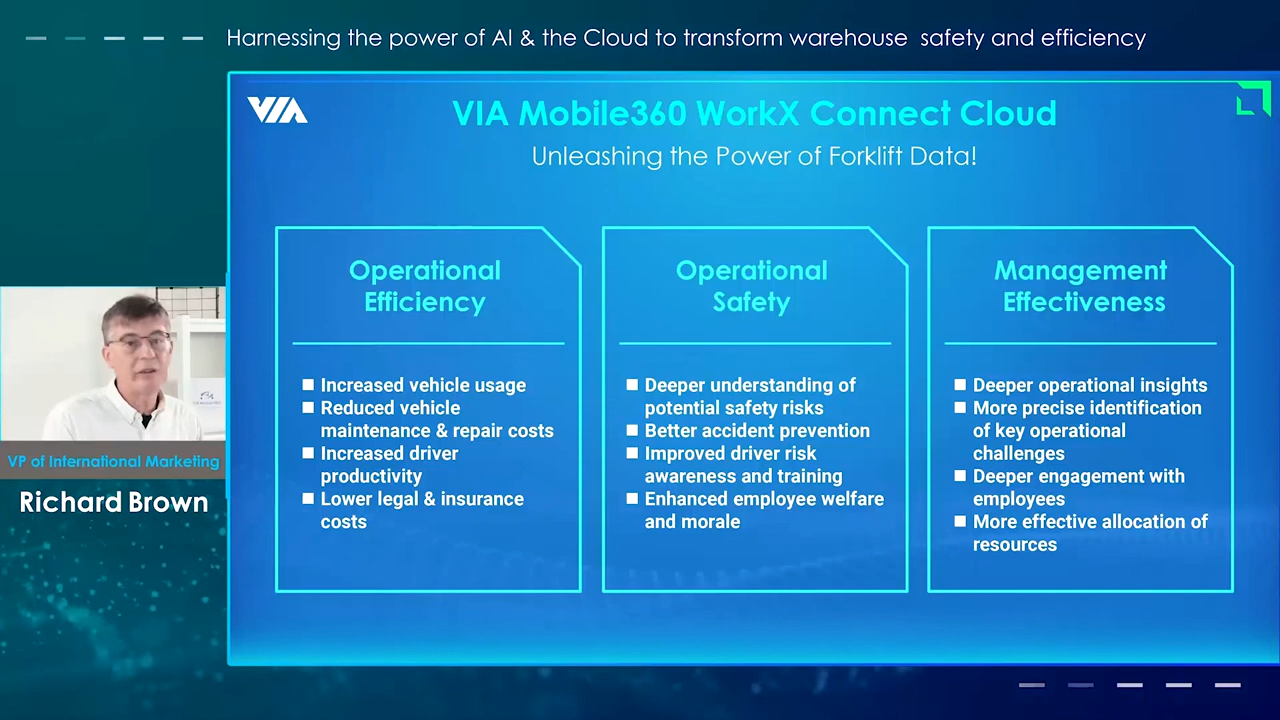 Harnessing the power of AI & the Cloud to transform warehouse safety and efficiency
VIA
VIA Mobile360 WorkX Connect Cloud
Unleashing the Power of Forklift Data!
Operational
Efficiency
■ Increased vehicle usage
■ Reduced vehicle
maintenance & repair costs
■ Increased driver
productivity
■ Lower legal & insurance
costs
Operational
Safety
■ Deeper understanding of
potential safety risks
■ Better accident prevention
■ Improved driver risk
awareness and training
■ Enhanced employee welfare
and morale
Management
Effectiveness
■ Deeper operational insights
■ More precise identification
of key operational
challenges
■ Deeper engagement with
employees
■ More effective allocation of
resources
VP of International Marketing
Richard Brown